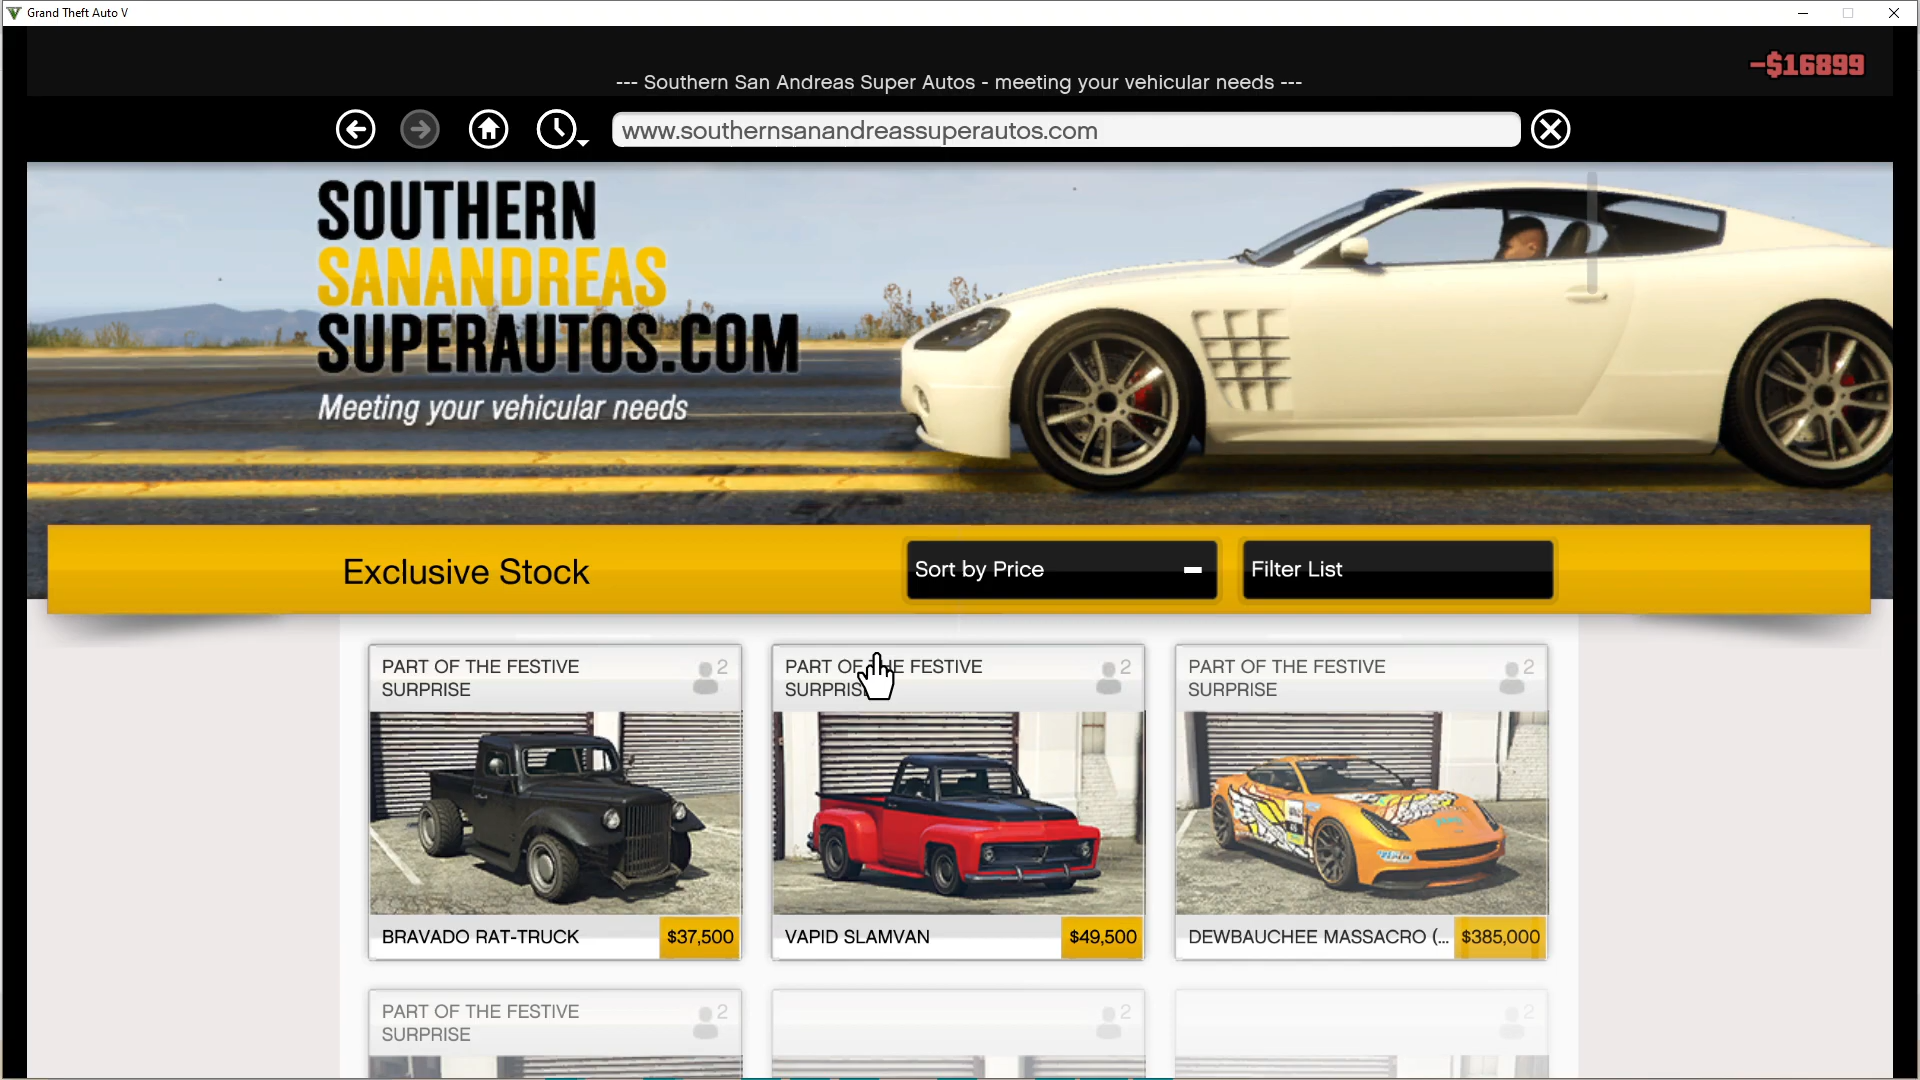 Grand Theft Auto V
-$16899
--- Southern San Andreas Super Autos - meeting your vehicular needs ---
www.southernsanandreassuperautos.com
SOUTHERN
SANANDREAS
SUPERAUTOS.COM
Meeting your vehicular needs
Exclusive Stock
Sort by Price
Filter List
PART OF THE FESTIVE
SURPRISE
2
PART OF THE FESTIVE
SURPRISE
2
PART OF THE FESTIVE
SURPRISE
2
BRAVADO RAT-TRUCK
$37,500
VAPID SLAMVAN
$49,500
DEWBAUCHEE MASSACRO (...
$385,000
PART OF THE FESTIVE
SURPRISE
2
2
2